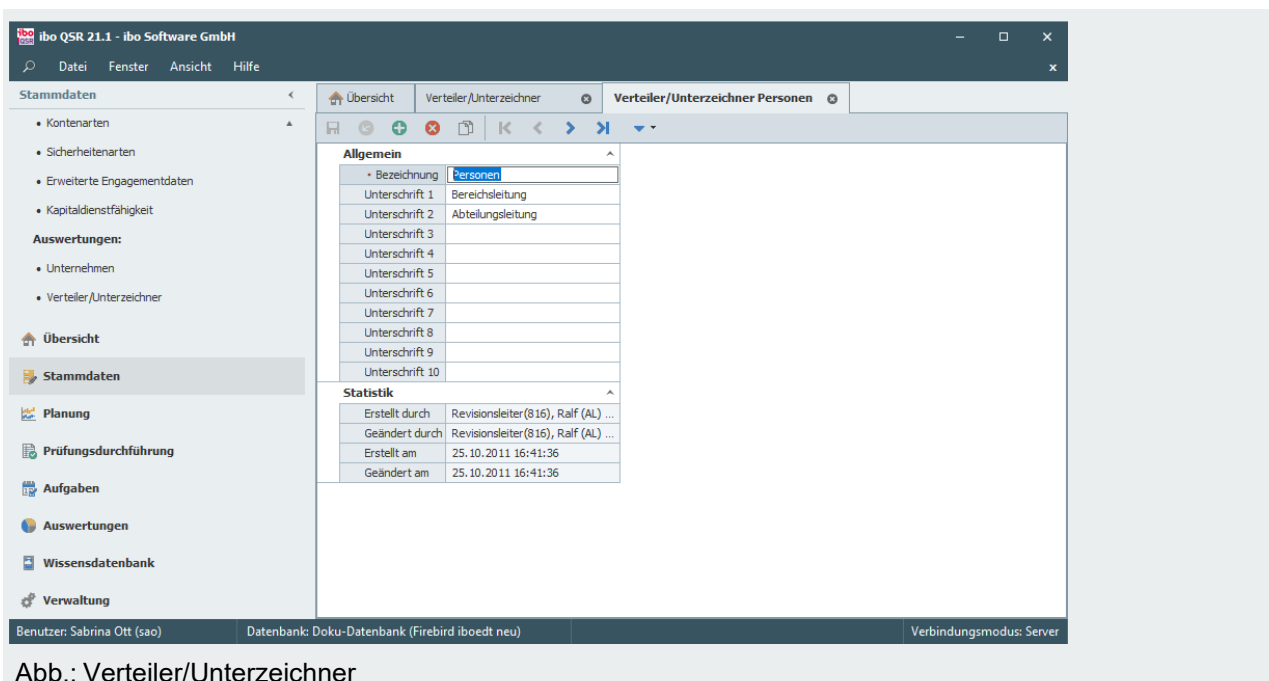 ibo QSR 21.1 - ibo Software GmbH
Datei Fenster Ansicht Hilfe
Stammdaten
Übersicht Verteiler/Unterzeichner Verteiler/Unterzeichner Personen
• Kontenarten
• Sicherheitenarten
• Erweiterte Engagementdaten
• Kapitaldienstfähigkeit
Auswertungen:
• Unternehmen
• Verteiler/Unterzeichner
Übersicht
Stammdaten
Planung
Prüfungsdurchführung
Aufgaben
Auswertungen
Wissensdatenbank
Verwaltung
Allgemein
• Bezeichnung Personen
Unterschrift 1 Bereichsleitung
Unterschrift 2 Abteilungsleitung
Unterschrift 3
Unterschrift 4
Unterschrift 5
Unterschrift 6
Unterschrift 7
Unterschrift 8
Unterschrift 9
Unterschrift 10
Statistik
Erstellt durch Revisionsleiter(816), Ralf (AL) ...
Geändert durch Revisionsleiter(816), Ralf (AL) ...
Erstellt am 25.10.2011 16:41:36
Geändert am 25.10.2011 16:41:36
Benutzer: Sabrina Ott (sao) Datenbank: Doku-Datenbank (Firebird iboedt neu) Verbindungsmodus: Server
Abb.: Verteiler/Unterzeichner